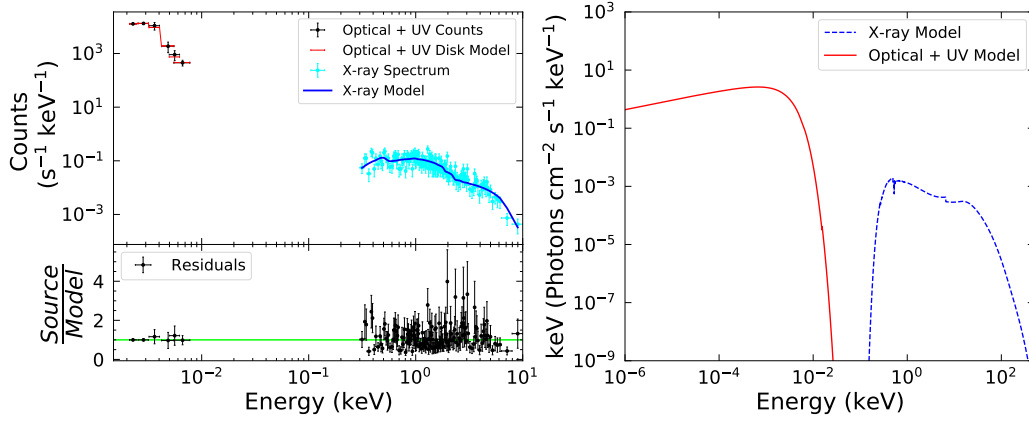 10³
10¹
10⁻¹
10⁻³
Counts
(s⁻¹ keV⁻¹)
Optical + UV Counts
Optical + UV Disk Model
X-ray Spectrum
X-ray Model
4
2
0
Source
Model
Residuals
10⁻² 10⁻¹ 10⁰ 10¹
Energy (keV)
10³
10¹
10⁻¹
10⁻³
10⁻⁵
10⁻⁷
10⁻⁹
keV (Photons cm⁻² s⁻¹ keV⁻¹)
X-ray Model
Optical + UV Model
10⁻⁶ 10⁻⁴ 10⁻² 10⁰ 10²
Energy (keV)